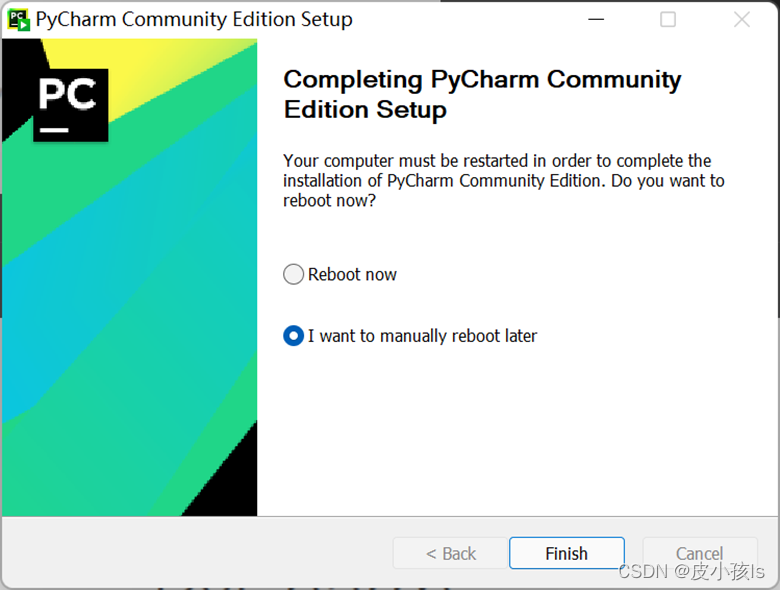 PyCharm Community Edition Setup
PC
Completing PyCharm Community
Edition Setup
Your computer must be restarted in order to complete the
installation of PyCharm Community Edition. Do you want to
reboot now?
Reboot now
I want to manually reboot later
< Back
Finish
Cancel
CSDN @皮小孩ls